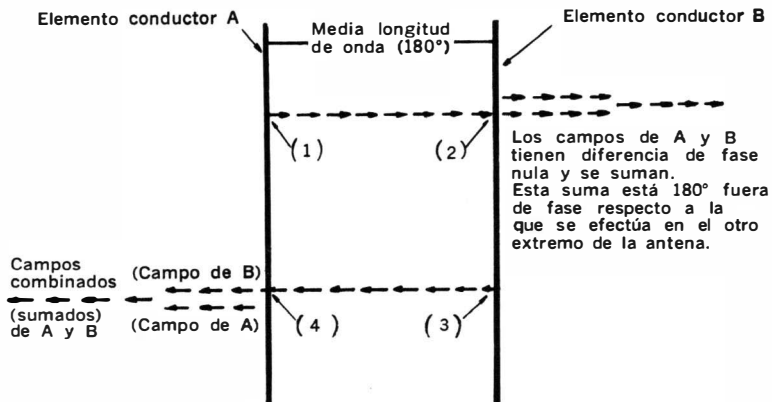 Elemento conductor A
Media longitud
de onda (180°)
Elemento conductor B
(1)
(2)
Los campos de A y B
tienen diferencia de fase
nula y se suman.
Esta suma está 180° fuera
de fase respecto a la
que se efectúa en el otro
extremo de la antena.
Campos
combinados
(sumados)
de A y B
(Campo de B)
(Campo de A)
(4)
(3)